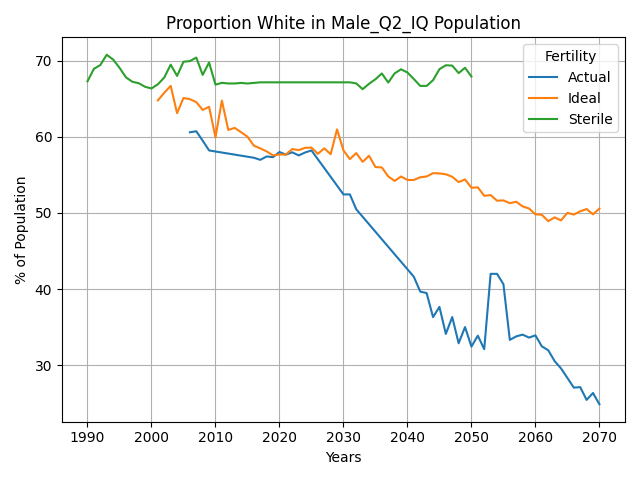 Proportion White in Male_Q2_IQ Population
Fertility
Actual
Ideal
Sterile
% of Population
70
60
50
40
30
1990 2000 2010 2020 2030 2040 2050 2060 2070
Years